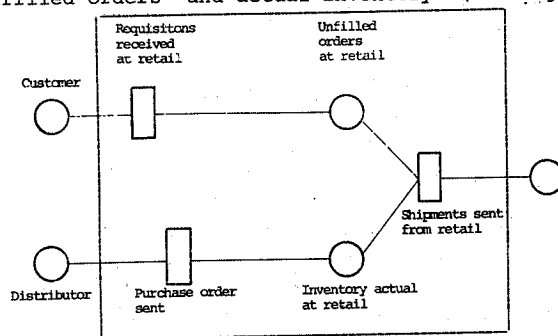 filled orders and actual inventory
Requisitons
received
at retail
Unfilled
orders
at retail
Customer
Shipments sent
from retail
Distributor
Purchase order
sent
Inventory actual
at retail